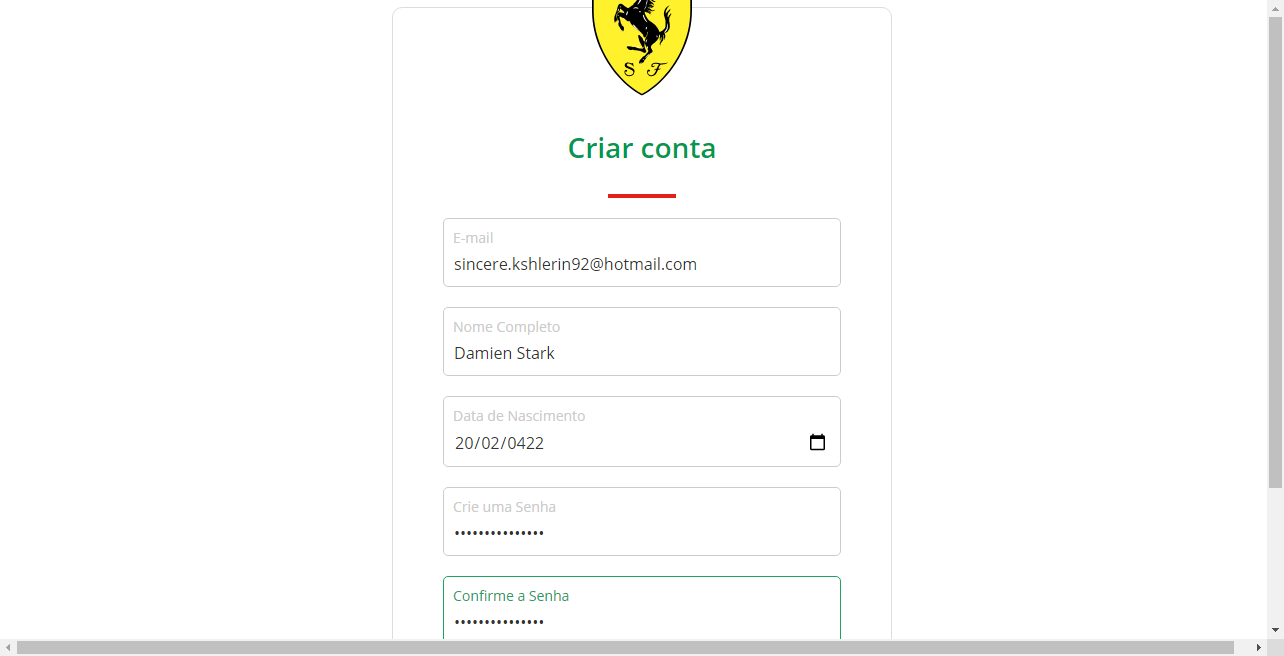 S F
Criar conta
E-mail
sincere.kshlerin92@hotmail.com
Nome Completo
Damien Stark
Data de Nascimento
20/02/0422
Crie uma Senha
•••••••••••••••
Confirme a Senha
•••••••••••••••